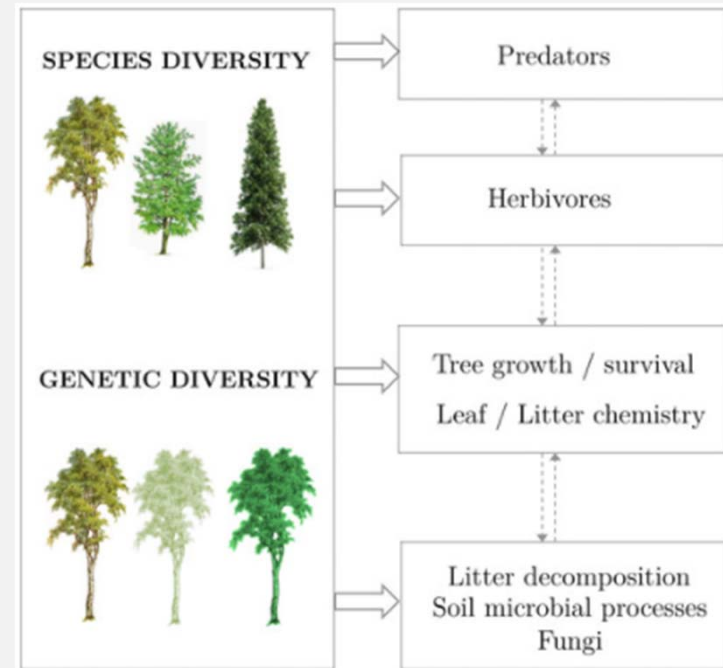 SPECIES DIVERSITY
GENETIC DIVERSITY
Predators
Herbivores
Tree growth / survival
Leaf / Litter chemistry
Litter decomposition
Soil microbial processes
Fungi